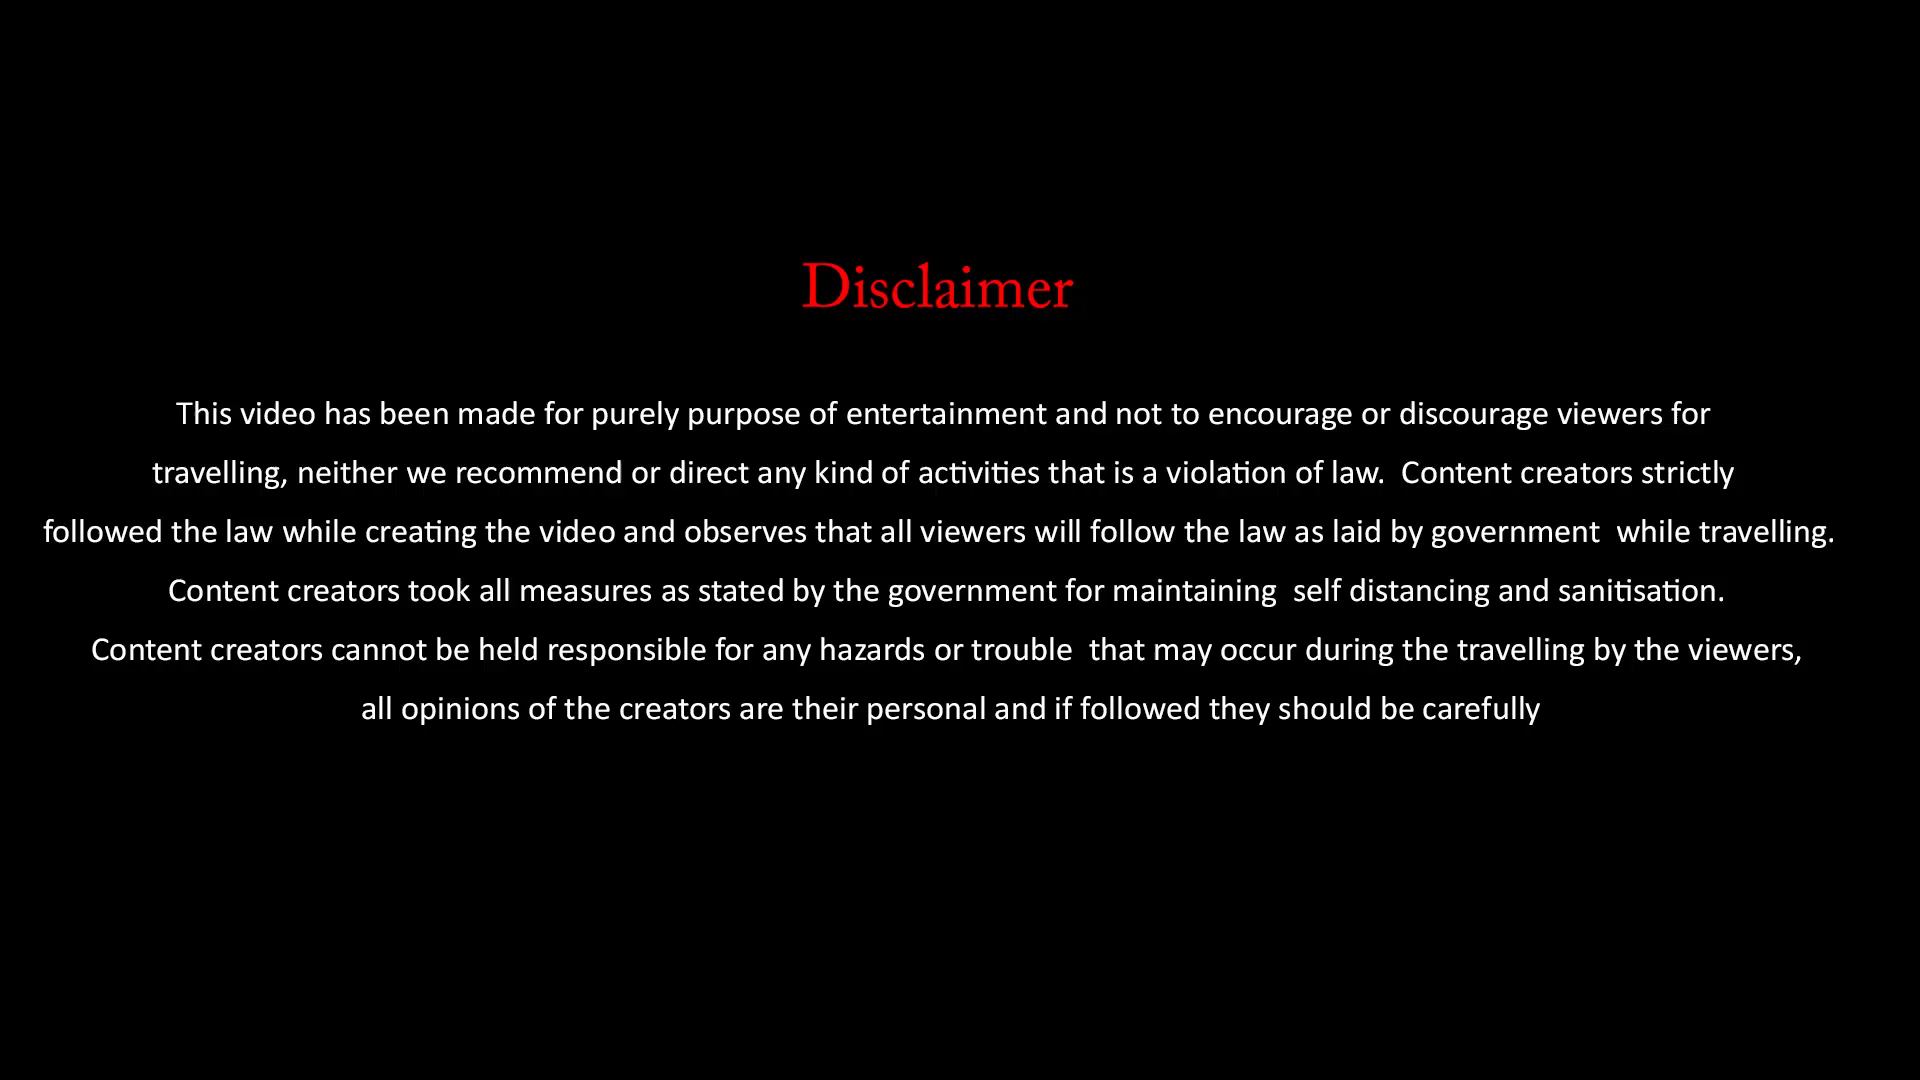 Disclaimer
This video has been made for purely purpose of entertainment and not to encourage or discourage viewers for
travelling, neither we recommend or direct any kind of activities that is a violation of law.  Content creators strictly
followed the law while creating the video and observes that all viewers will follow the law as laid by government  while travelling.
Content creators took all measures as stated by the government for maintaining  self distancing and sanitisation.
Content creators cannot be held responsible for any hazards or trouble  that may occur during the travelling by the viewers,
all opinions of the creators are their personal and if followed they should be carefully